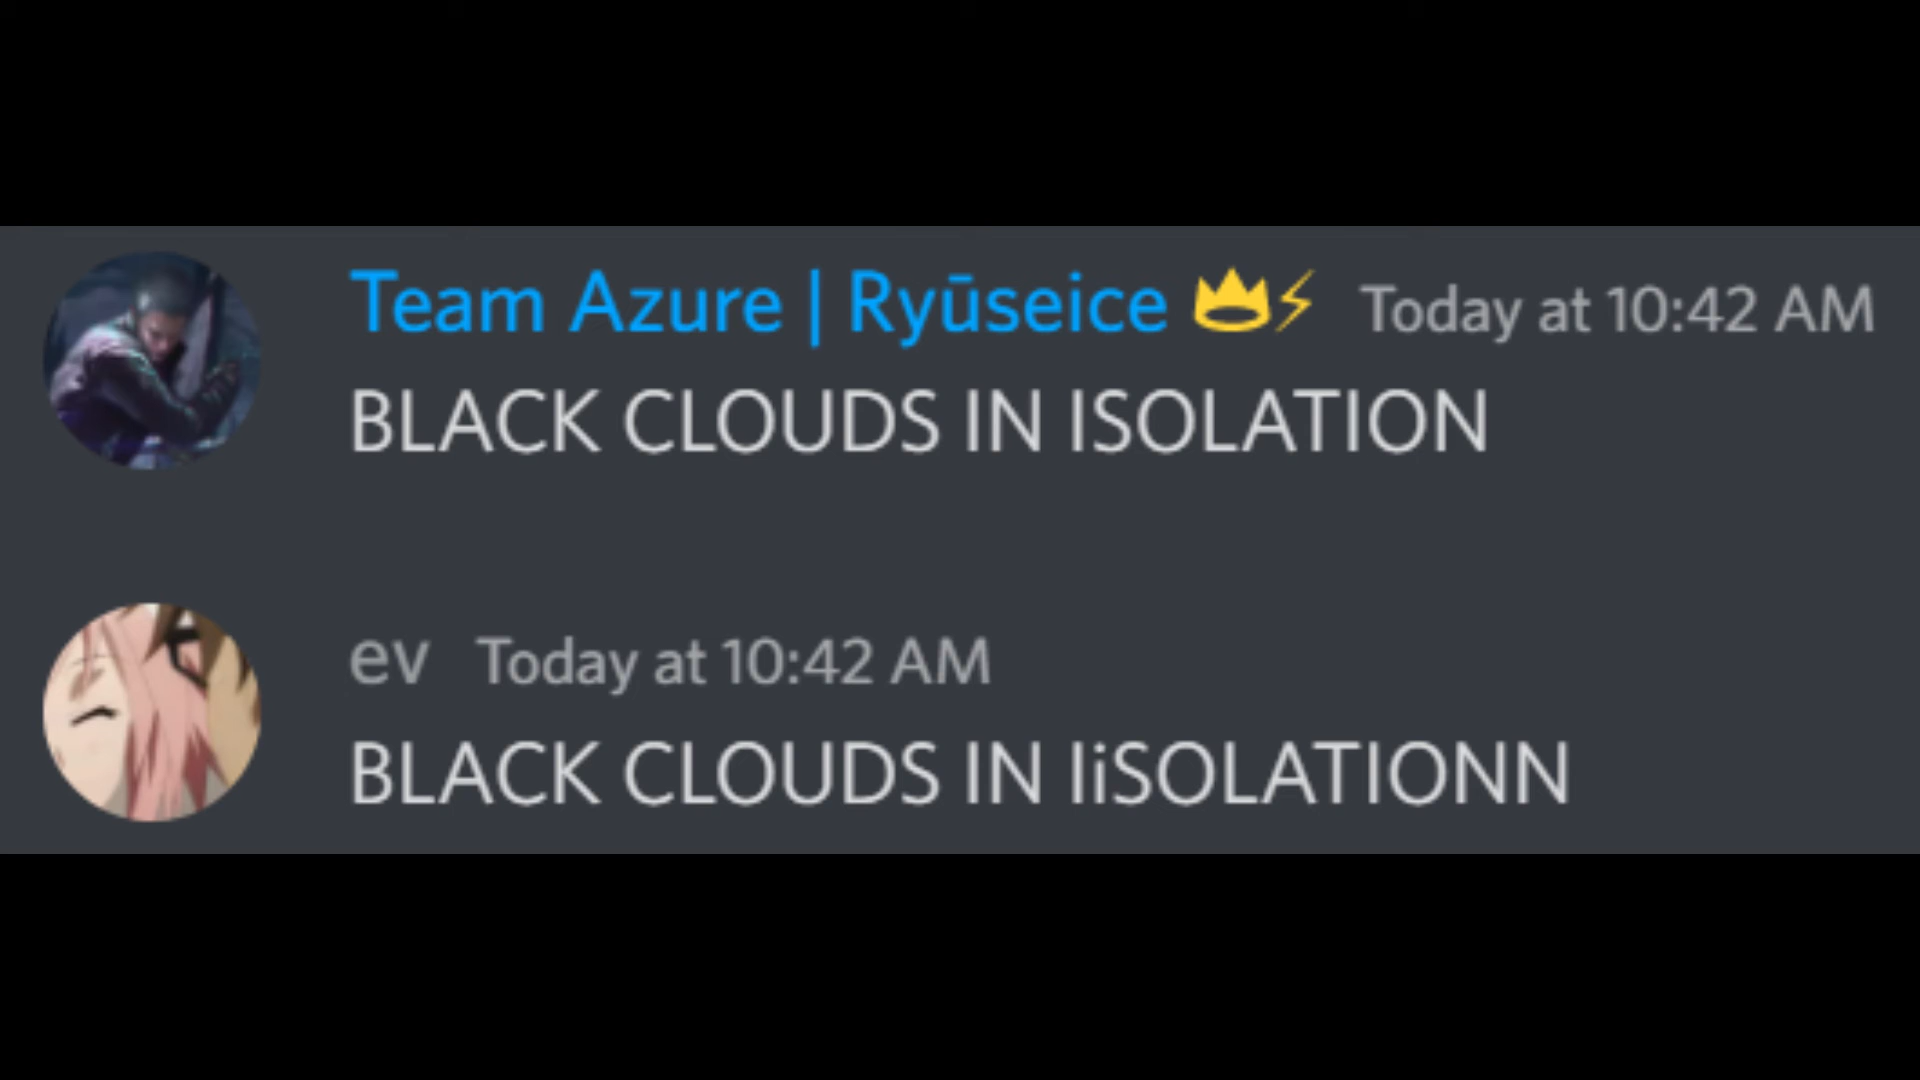 Team Azure | Ryūseice 👑⚡ Today at 10:42 AM
BLACK CLOUDS IN ISOLATION
ev Today at 10:42 AM
BLACK CLOUDS IN IiSOLATIONN